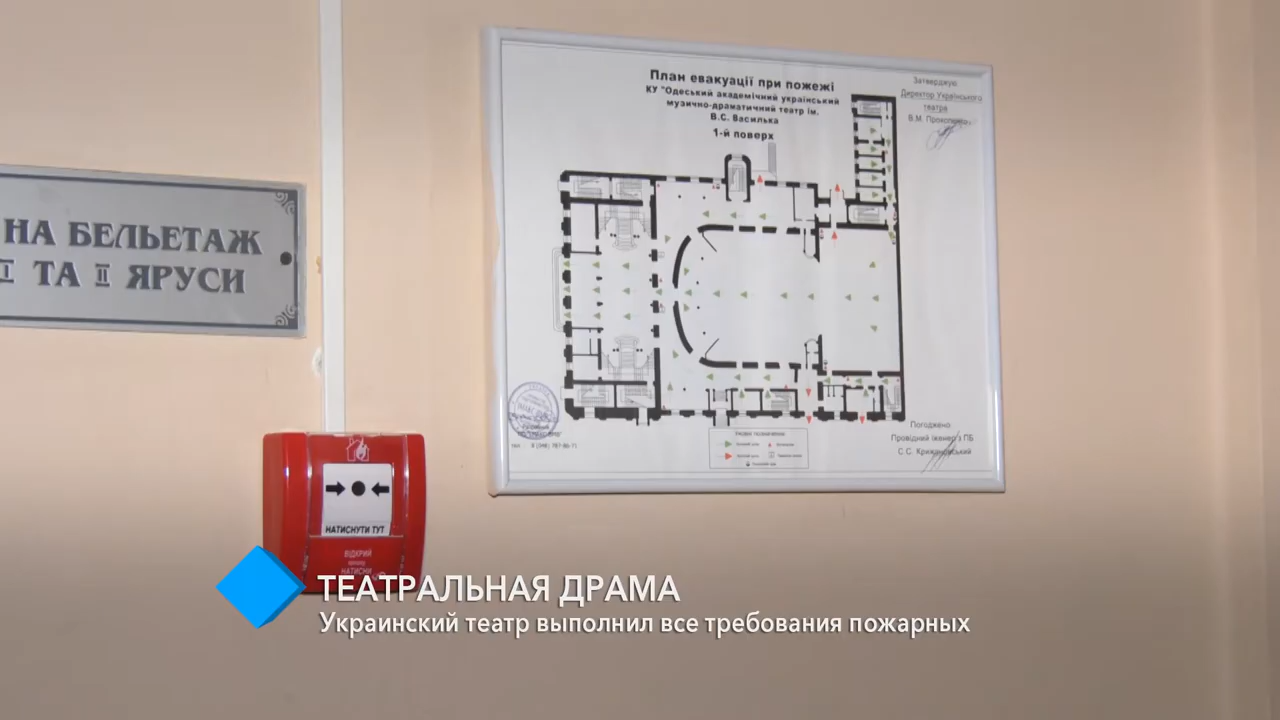 План евакуації при пожежі
КУ "Одеський академічний український
музично-драматичний театр ім.
В.С. Василька
1-й поверх
Затверджую:
Директор Українського
театра
НА БЕЛЬЕТАЖ
І ТА ІІ ЯРУСИ
Погоджено
Провідний інженер з ПБ
НАТИСНУТИ ТУТ
ВІДКРИЙ
НАТИСНИ
ТЕАТРАЛЬНАЯ ДРАМА
Украинский театр выполнил все требования пожарных